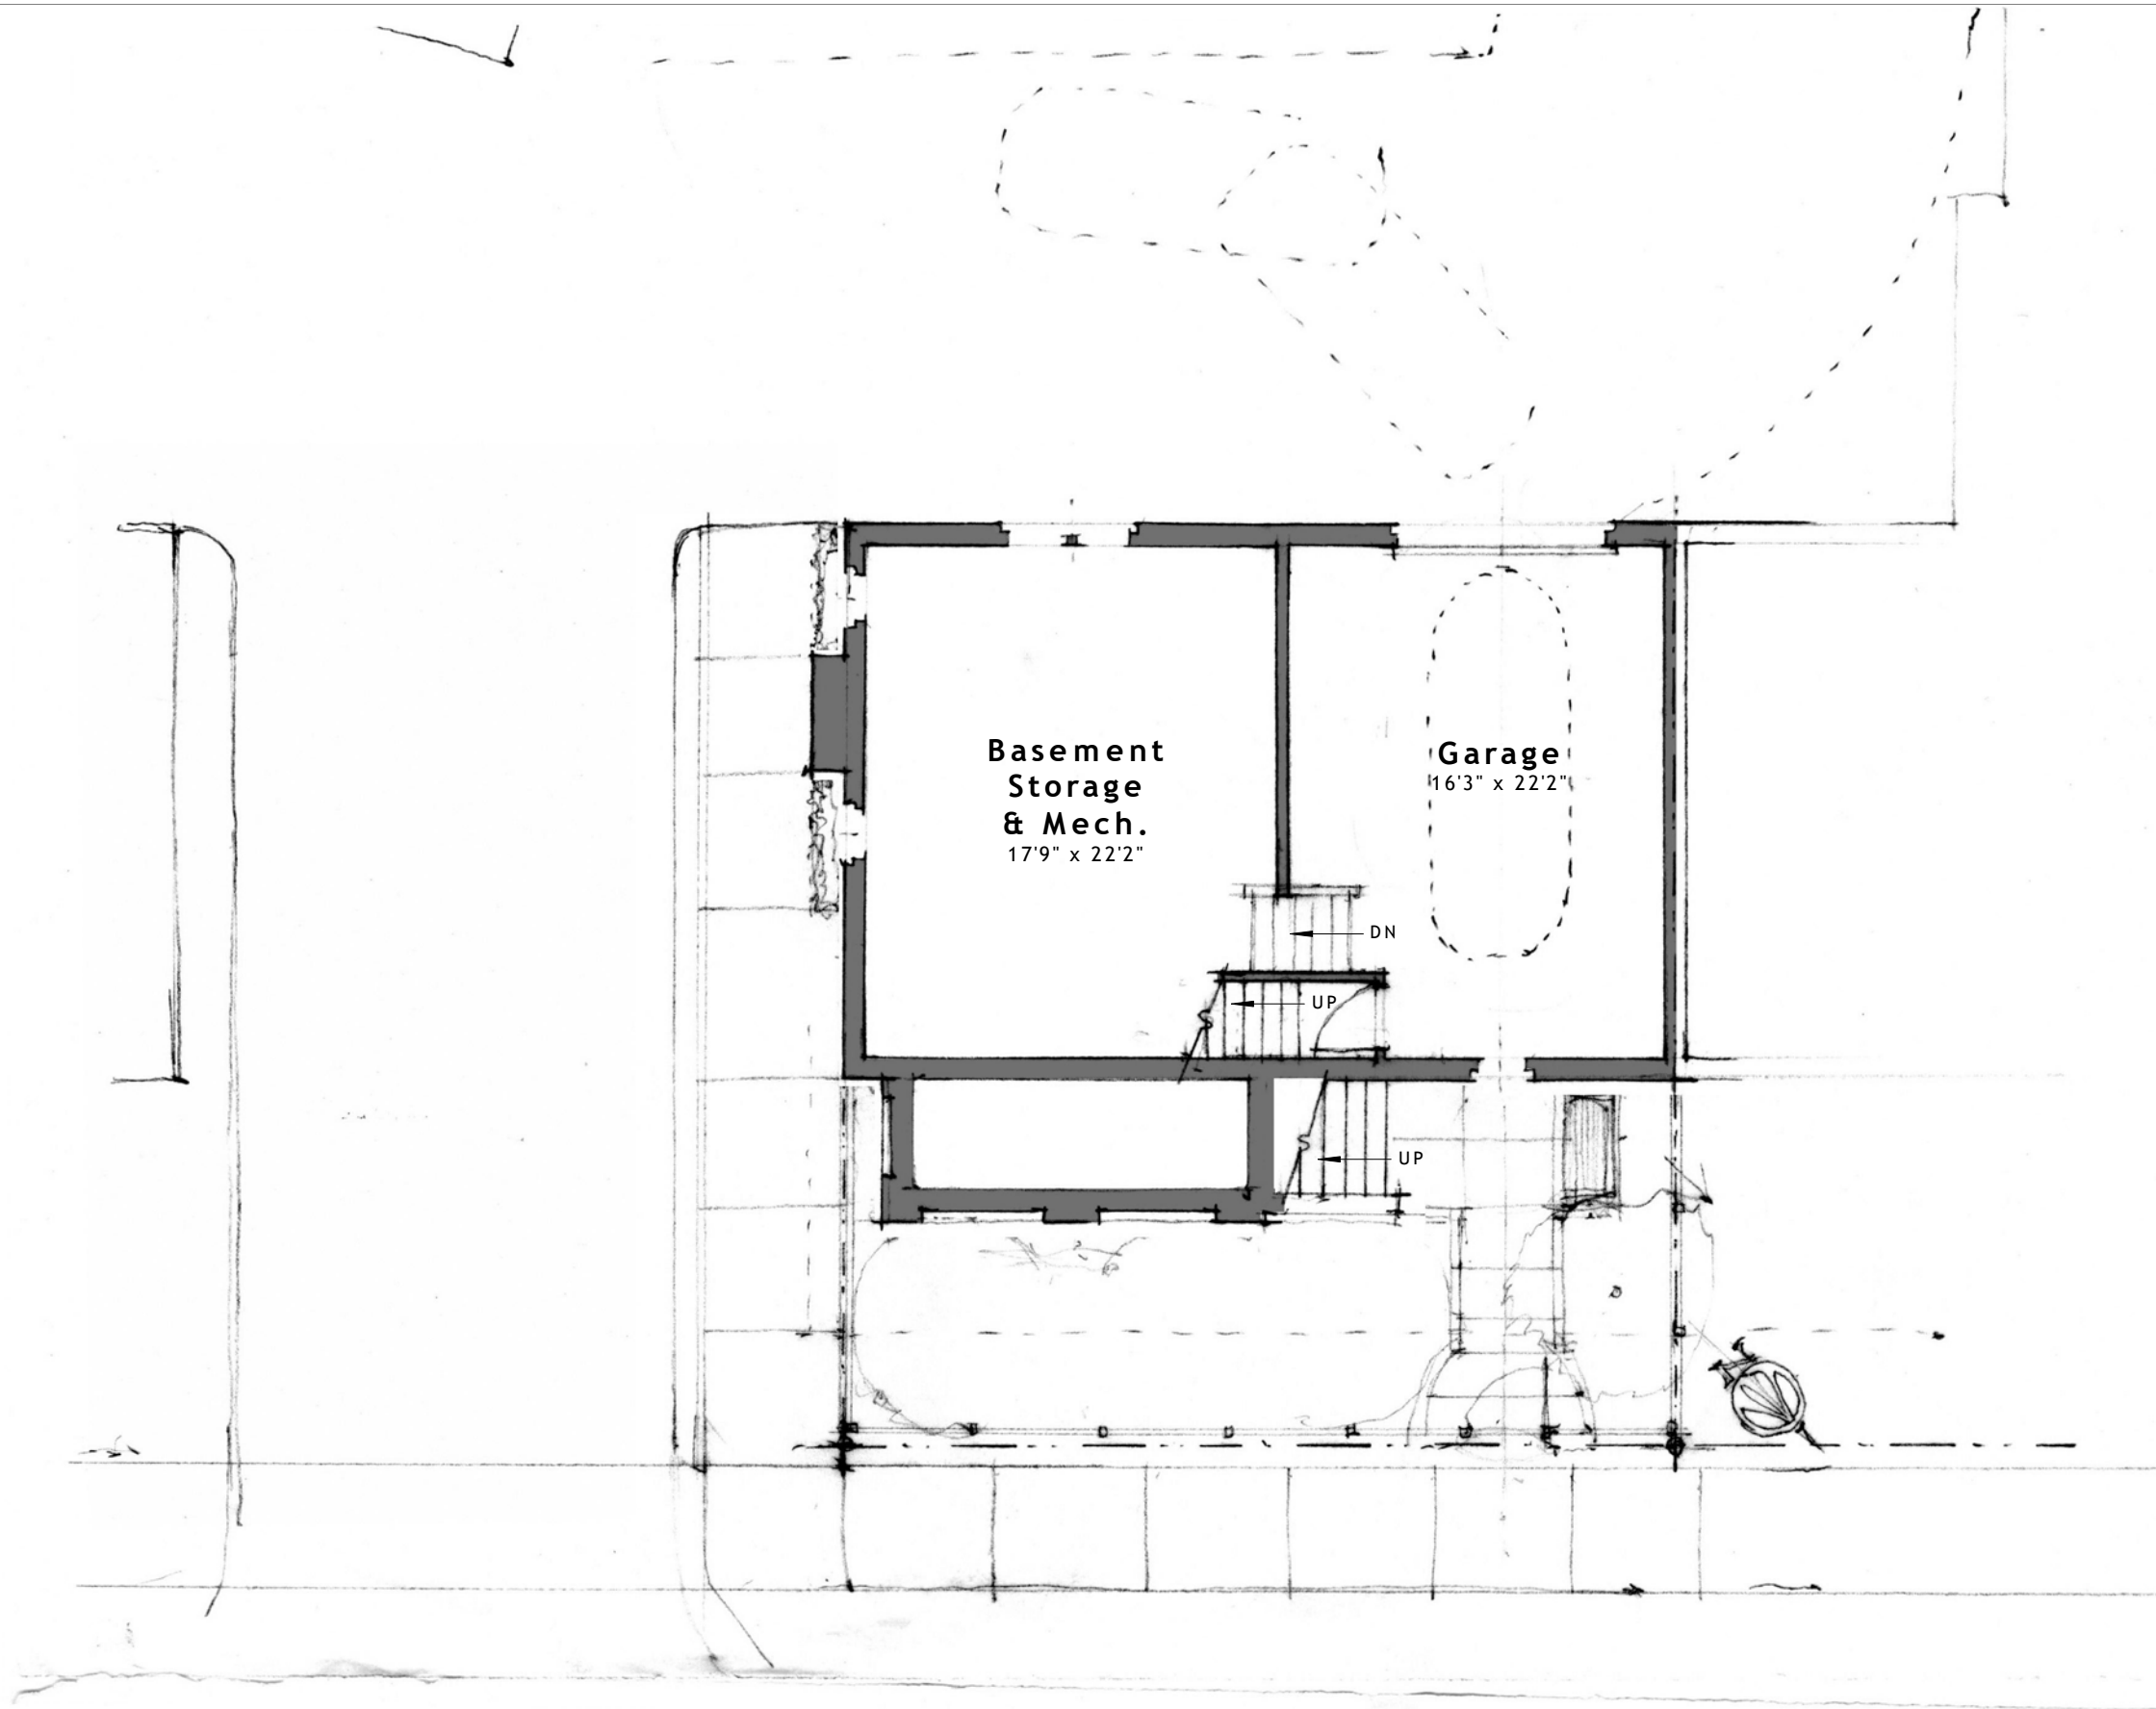 Basement
Storage
& Mech.
17'9" x 22'2"
Garage
16'3" x 22'2"
DN
UP
UP